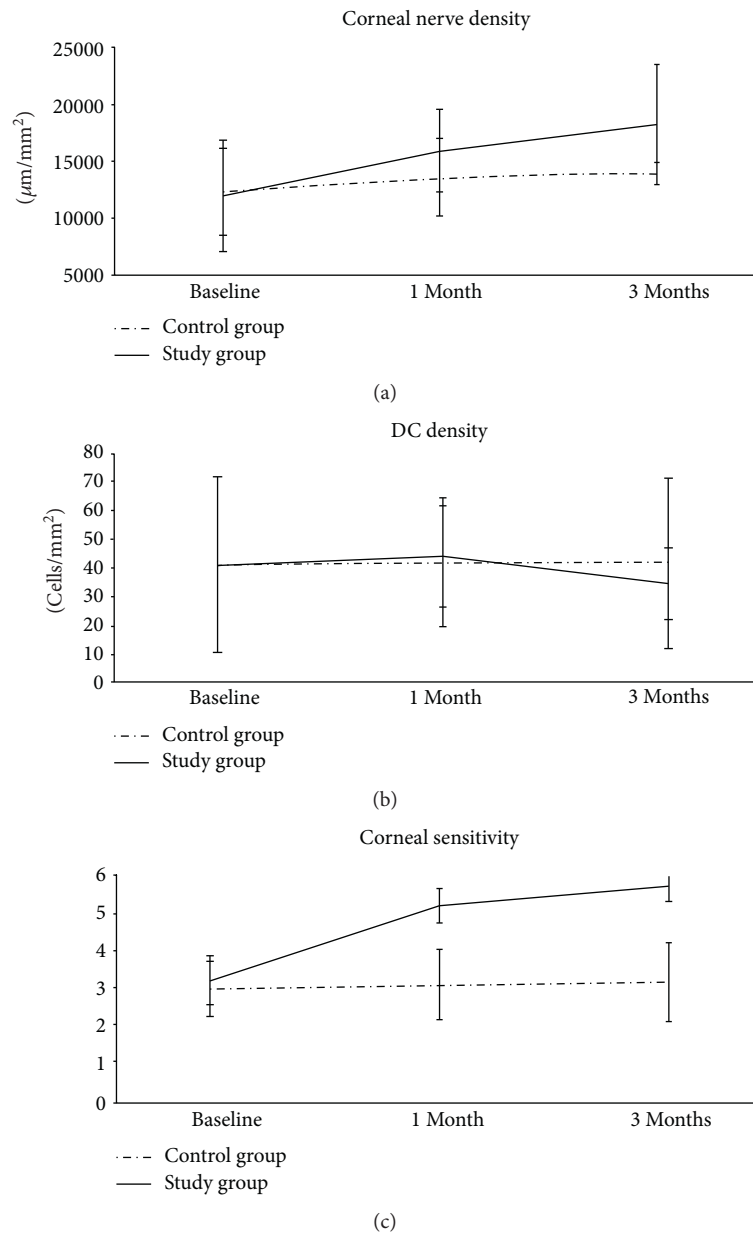 Corneal nerve density
25000
20000
15000
10000
5000
(μm/mm²)
Baseline 1 Month 3 Months
Control group
Study group
(a)
DC density
80
70
60
50
40
30
20
10
0
(Cells/mm²)
Baseline 1 Month 3 Months
Control group
Study group
(b)
Corneal sensitivity
6
5
4
3
2
1
0
Baseline 1 Month 3 Months
Control group
Study group
(c)